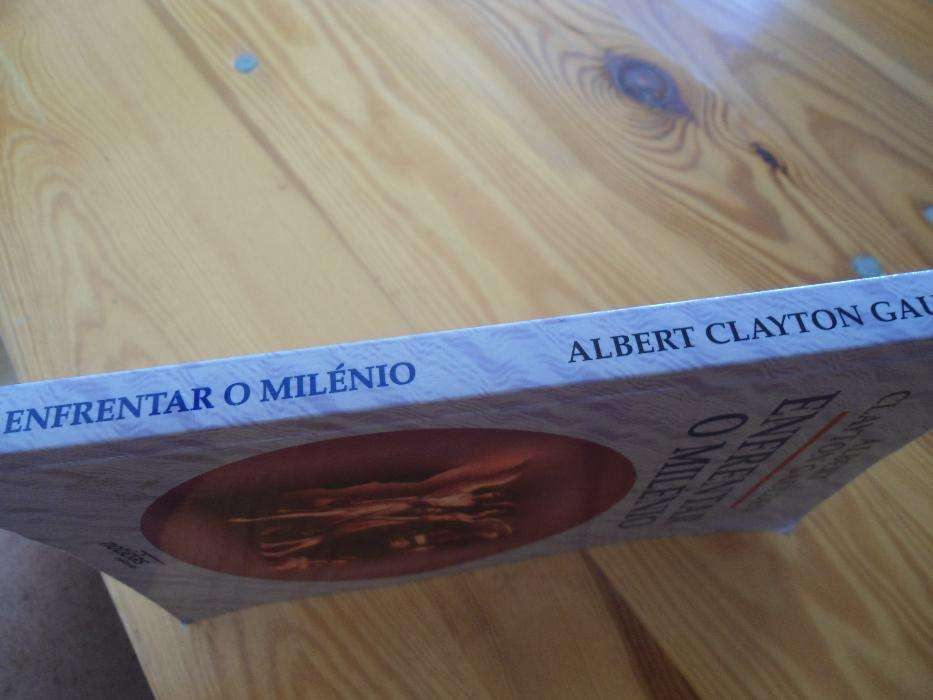 ENFRENTAR O MILÉNIO
ALBERT CLAYTON GAU
ENFRENTAR
O MILÉNIO